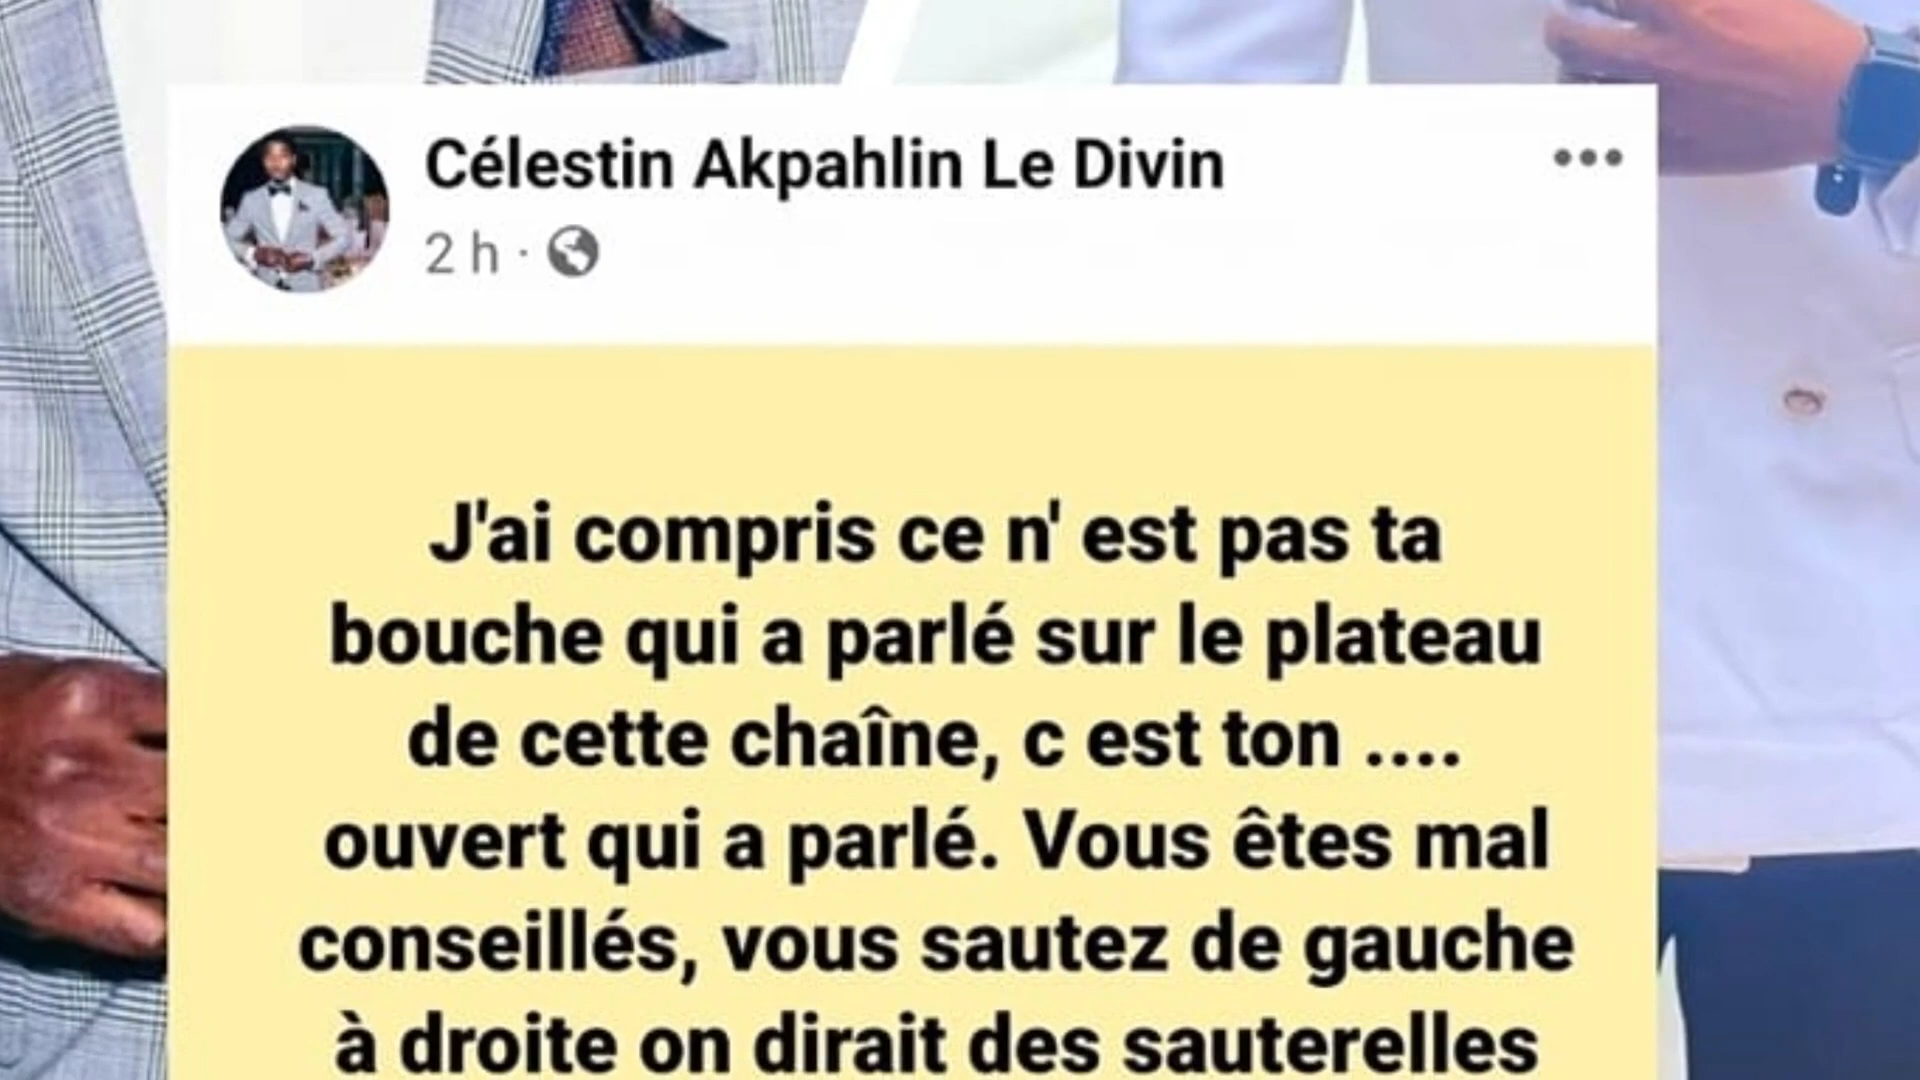 Célestin Akpahlin Le Divin
2 h ·
J'ai compris ce n' est pas ta
bouche qui a parlé sur le plateau
de cette chaîne, c est ton ....
ouvert qui a parlé. Vous êtes mal
conseillés, vous sautez de gauche
à droite on dirait des sauterelles